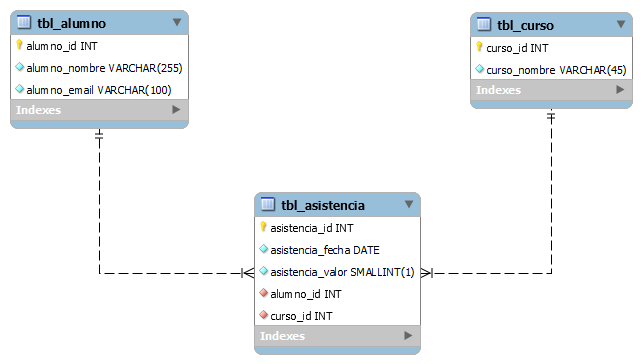 tbl_alumno
alumno_id INT
alumno_nombre VARCHAR(255)
alumno_email VARCHAR(100)
Indexes
tbl_curso
curso_id INT
curso_nombre VARCHAR(45)
Indexes
tbl_asistencia
asistencia_id INT
asistencia_fecha DATE
asistencia_valor SMALLINT(1)
alumno_id INT
curso_id INT
Indexes